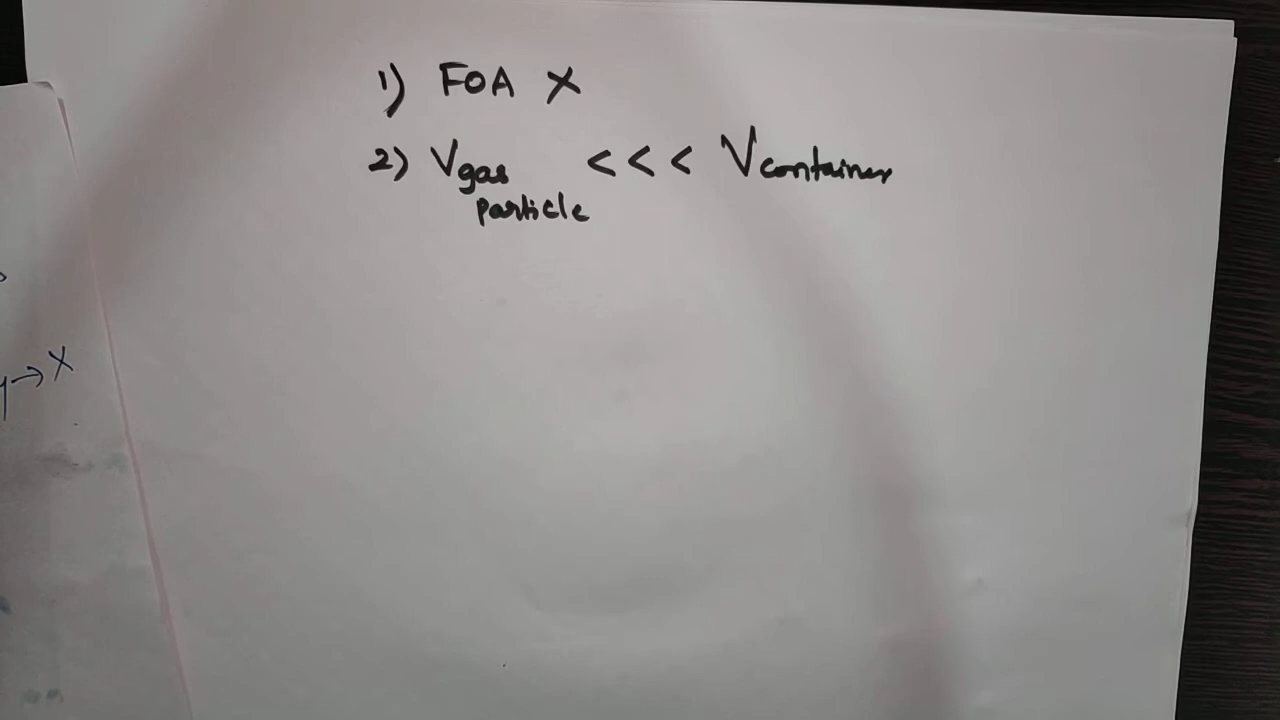 1) FOA X
2) Vgas <<< Vcontainer
particle
→ X